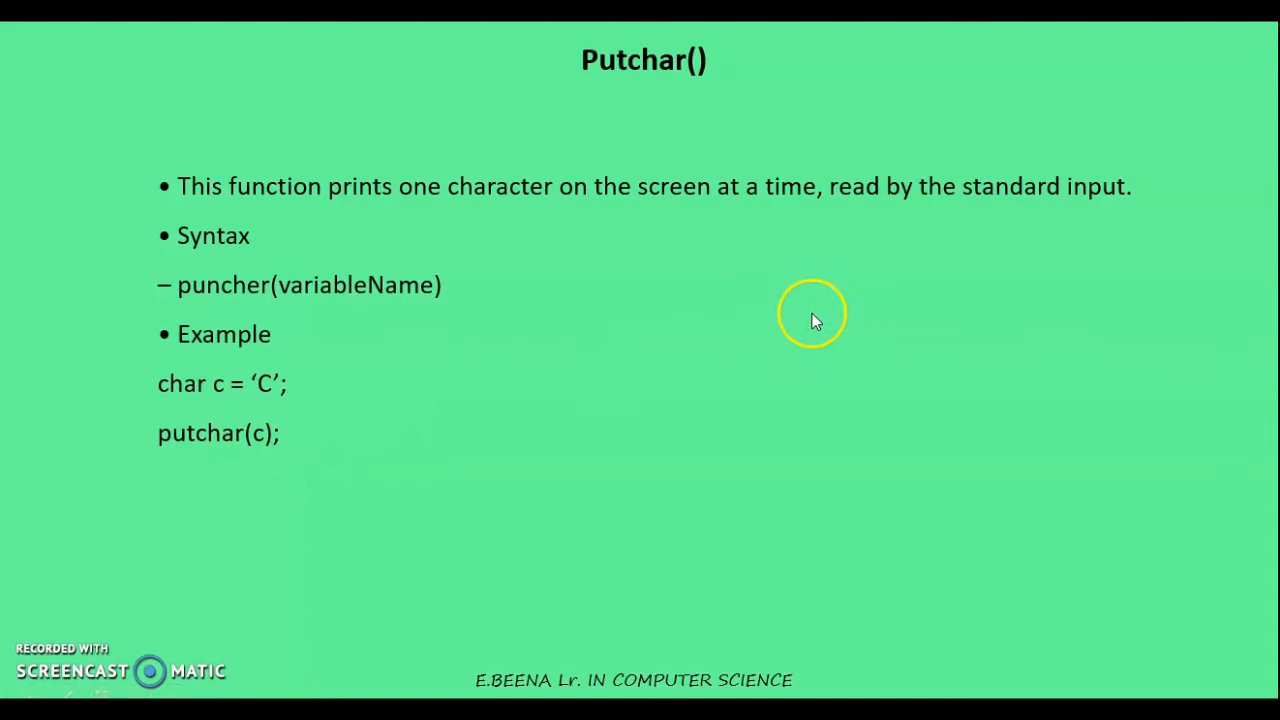 Putchar()
• This function prints one character on the screen at a time, read by the standard input.
• Syntax
– puncher(variableName)
• Example
char c = ‘C’;
putchar(c);
RECORDED WITH
SCREENCAST MATIC
E.BEENA Lr. IN COMPUTER SCIENCE